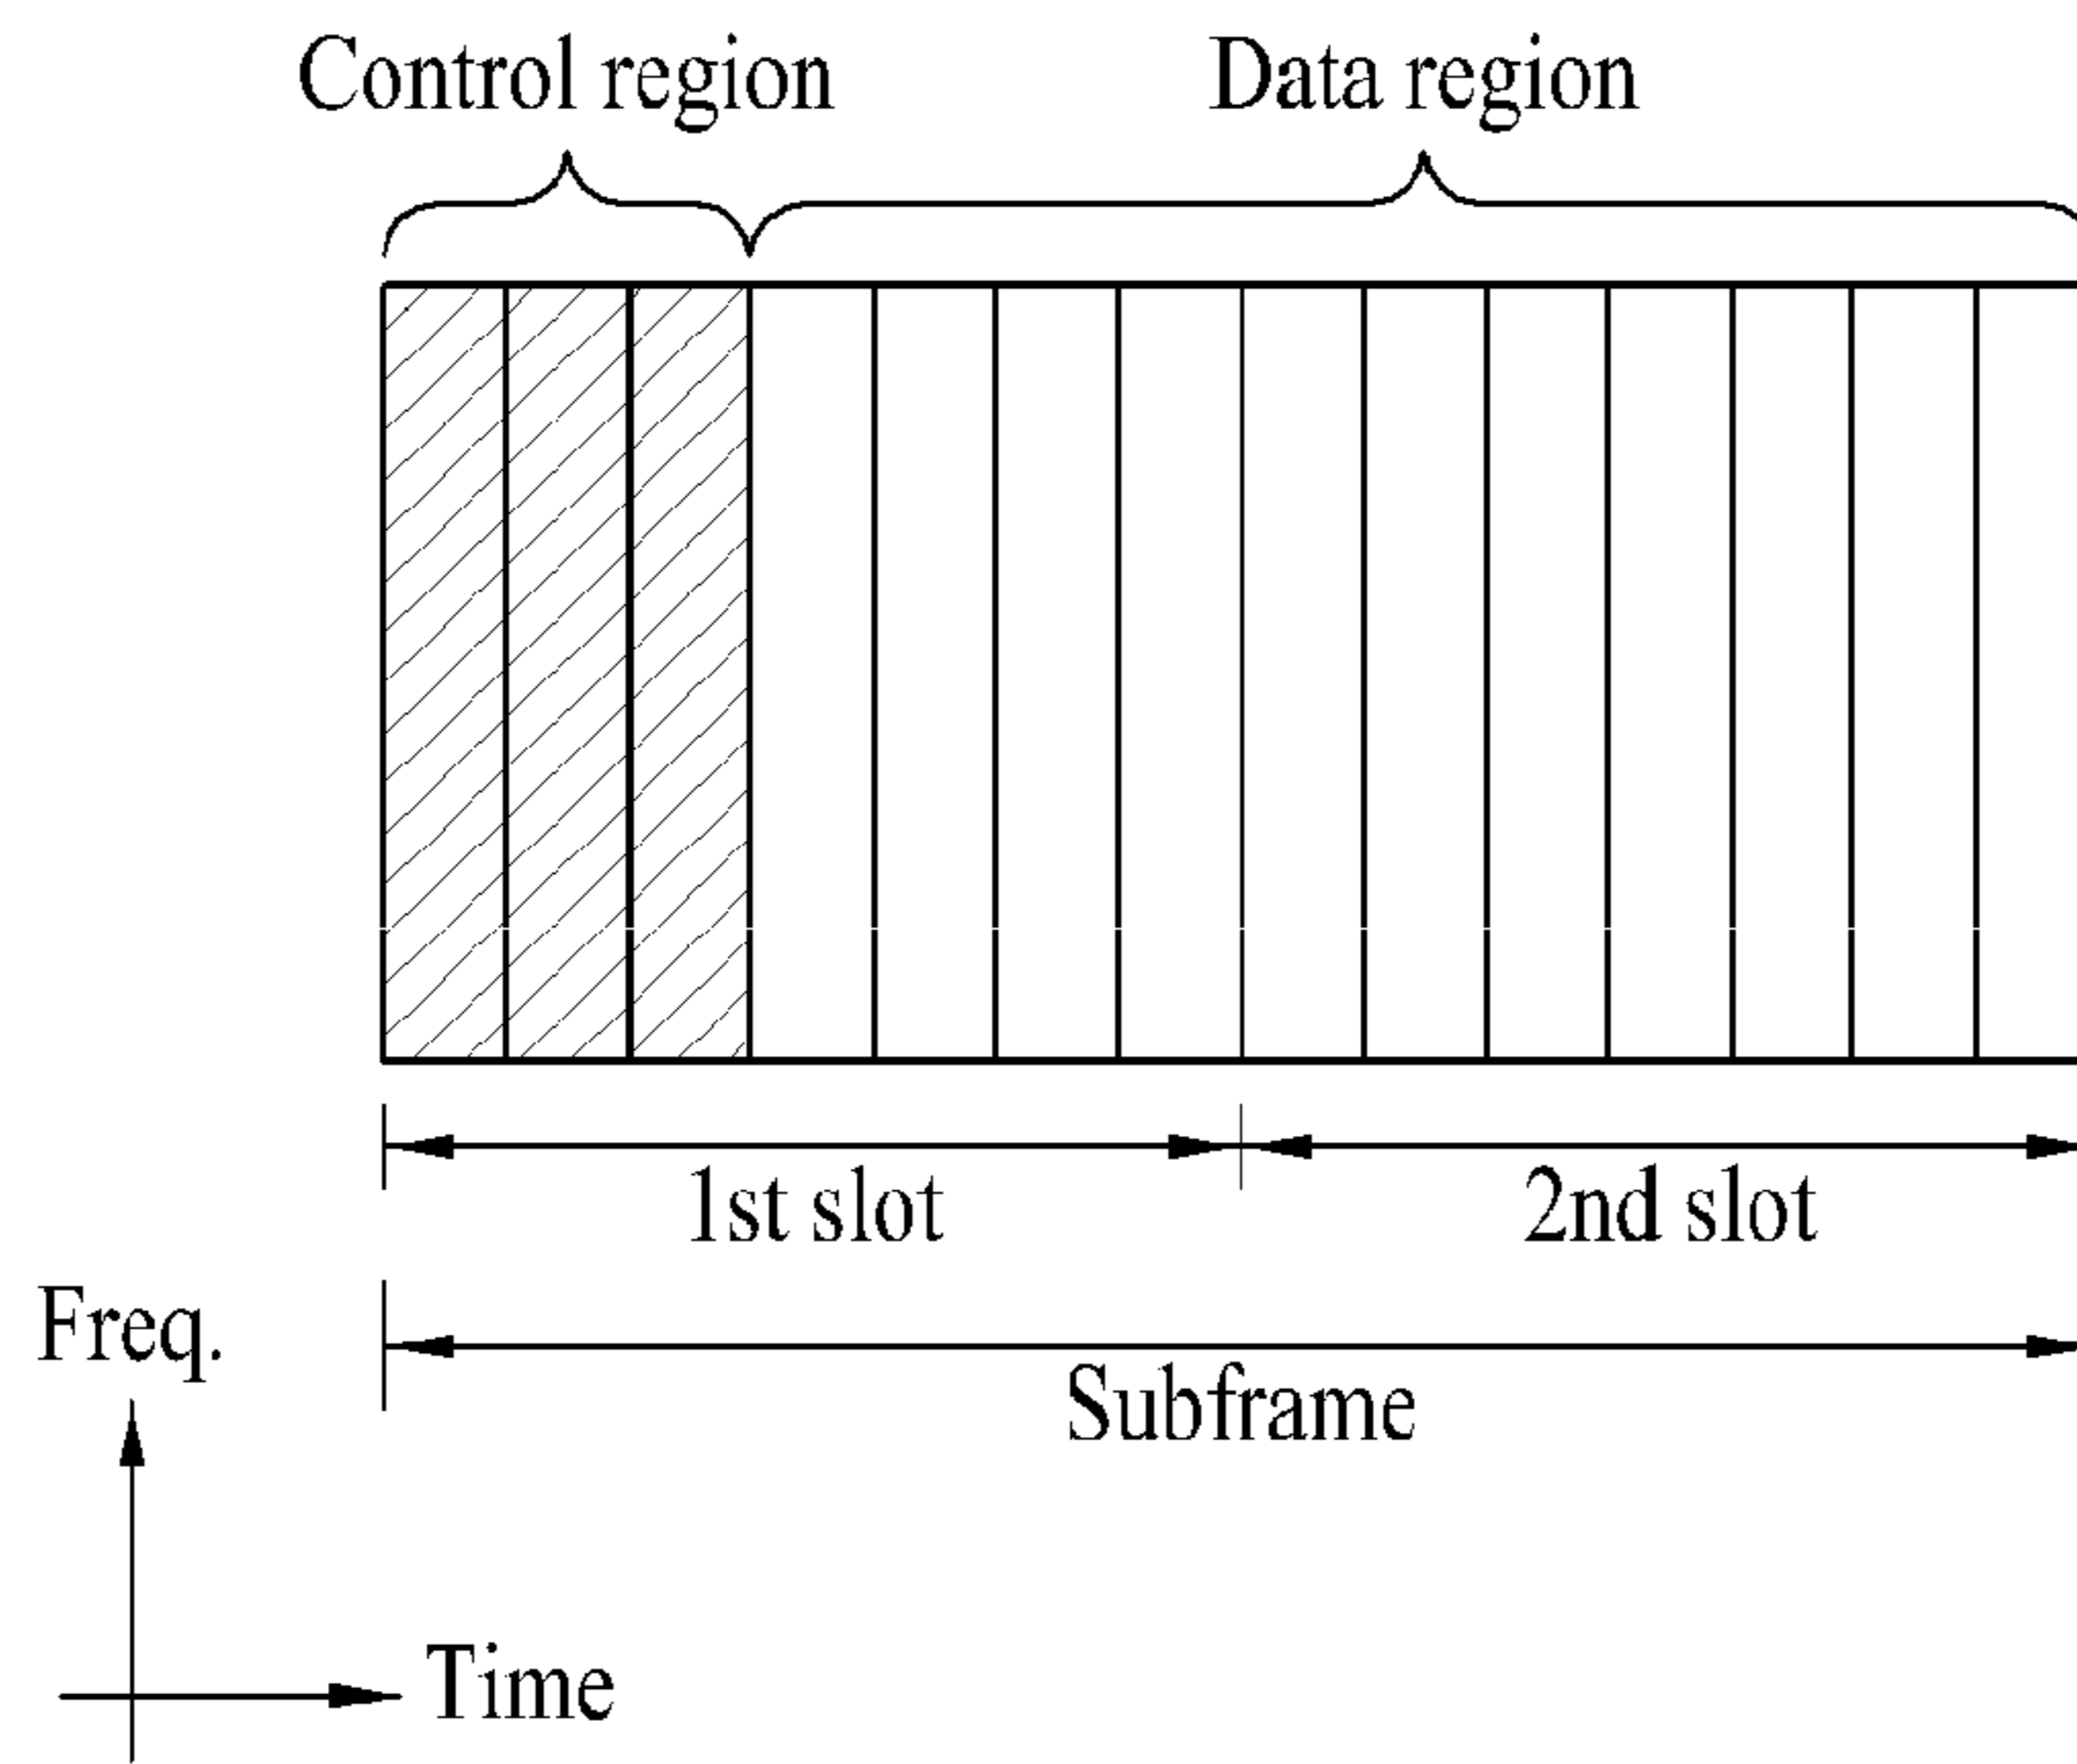 Control region
Data region
1st slot
2nd slot
Freq.
Subframe
Time